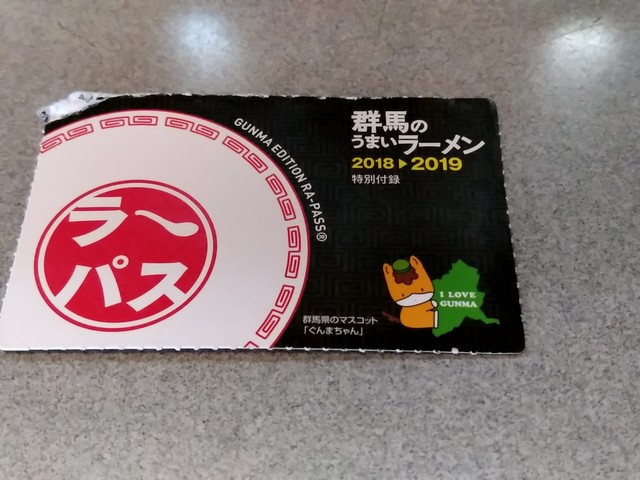 群馬の
うまいラーメン
2018▶2019
特別付録
GUNMA EDITION RA-PASS®
ラー
パス
I LOVE
GUNMA
群馬県のマスコット
「ぐんまちゃん」